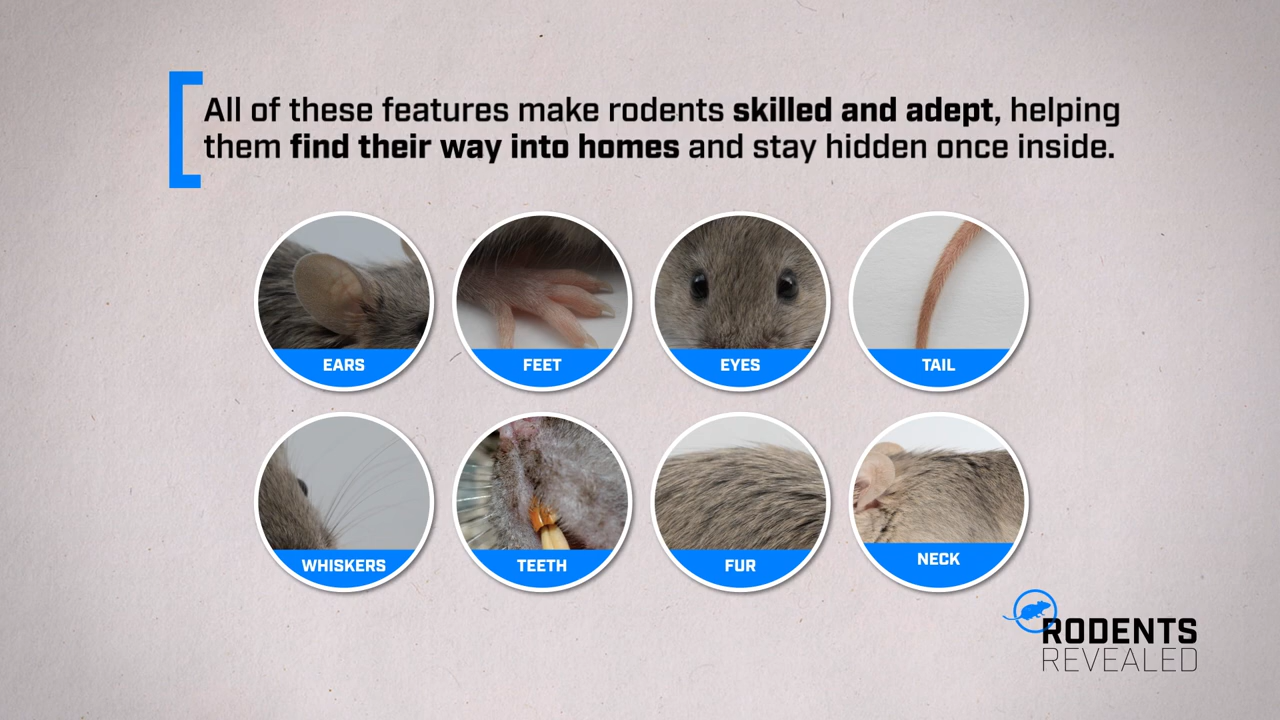 All of these features make rodents skilled and adept, helping
them find their way into homes and stay hidden once inside.
EARS
FEET
EYES
TAIL
WHISKERS
TEETH
FUR
NECK
RODENTS
REVEALED